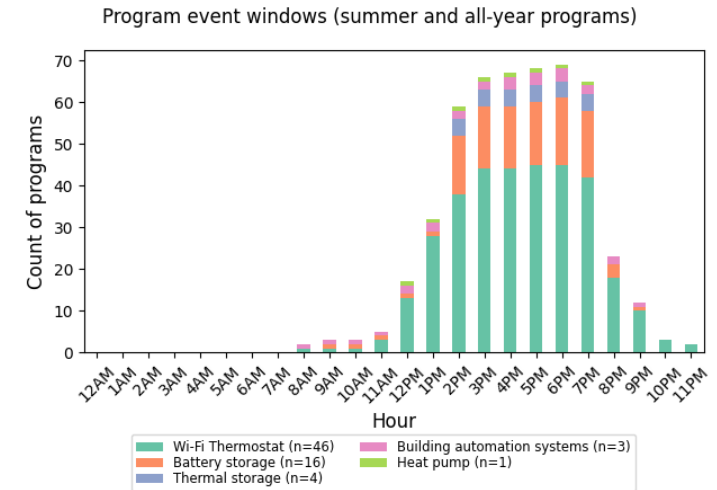 Program event windows (summer and all-year programs)
Count of programs
70
60
50
40
30
20
10
0
12AM 1AM 2AM 3AM 4AM 5AM 6AM 7AM 8AM 9AM 10AM 11AM 12PM 1PM 2PM 3PM 4PM 5PM 6PM 7PM 8PM 9PM 10PM 11PM
Hour
Wi-Fi Thermostat (n=46)
Battery storage (n=16)
Thermal storage (n=4)
Building automation systems (n=3)
Heat pump (n=1)